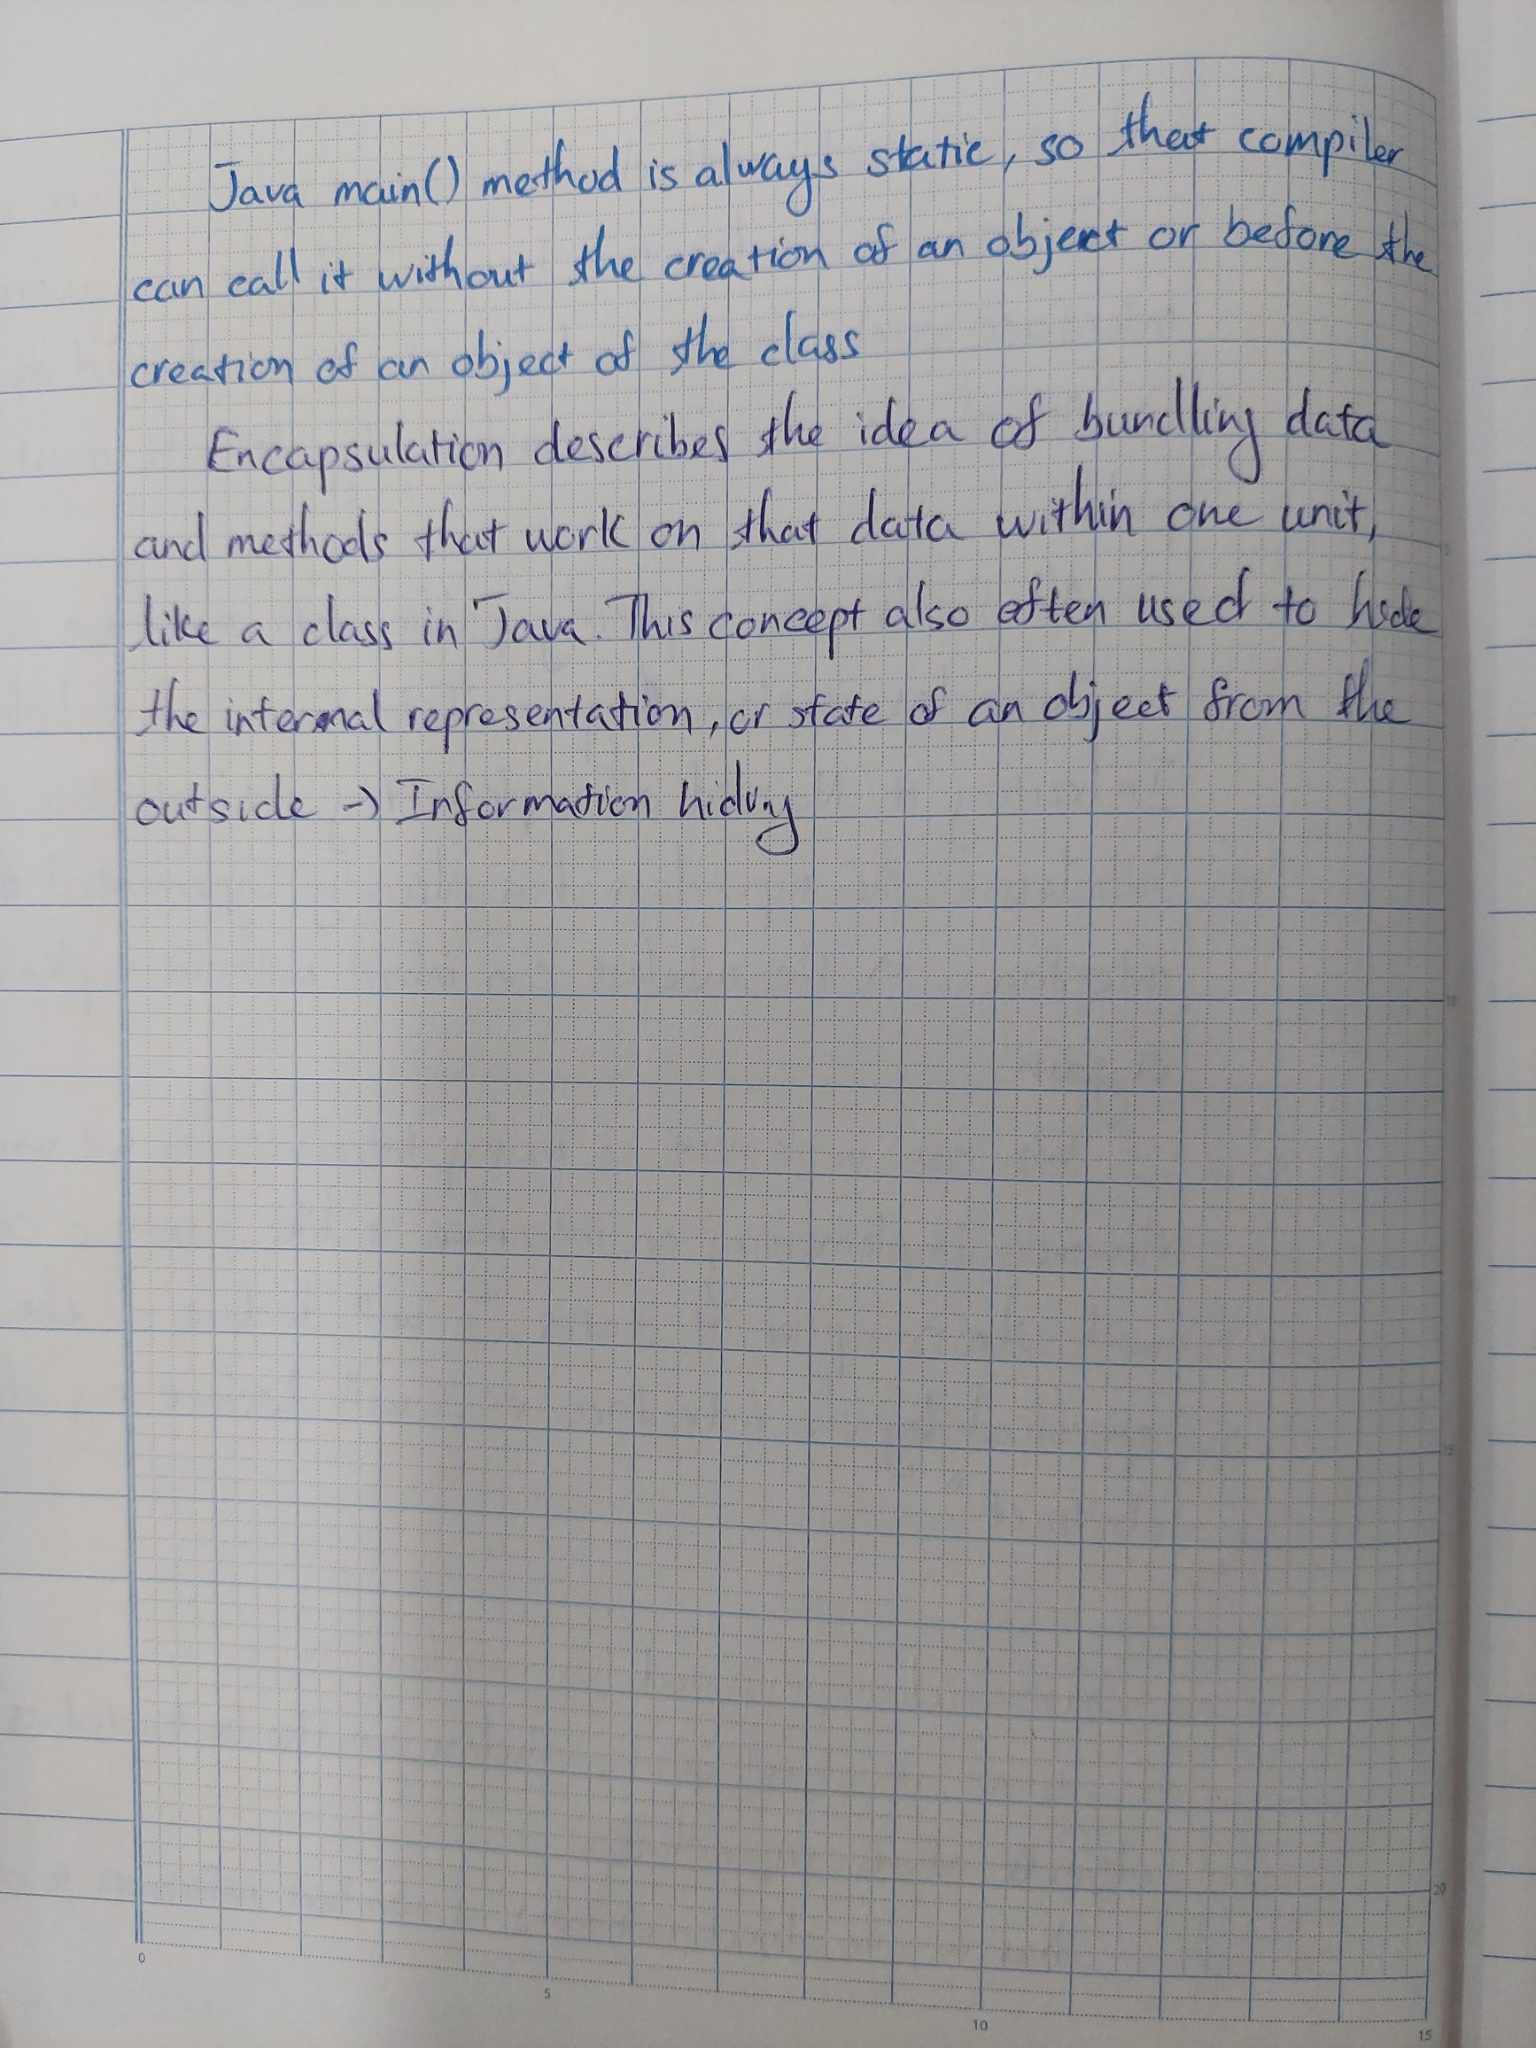 Java main() method is always static, so that compiler
can call it without the creation of an object or before the
creation of an object of the class
Encapsulation describes the idea of bundling data
and methods that work on that data within one unit,
like a class in Java. This concept also often used to hide
the internal representation, or state of an object from the
outside → Information hiding
0
5
10
15
10
15
20